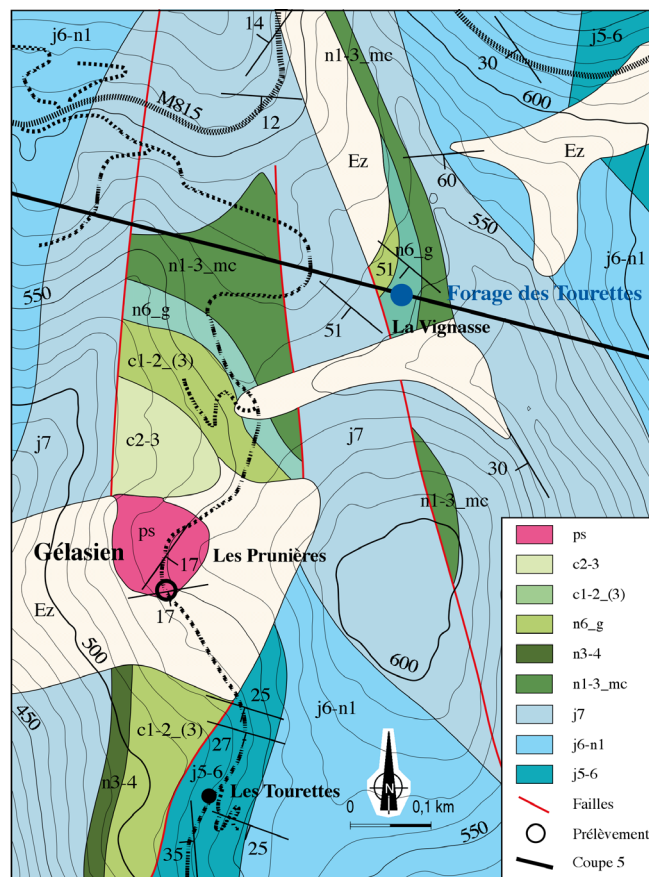 j6-n1
14
n1-3_mc
j5-6
30
600
M815
12
Ez
Ez
60
550
j6-n1
n1-3_mc
n6_g
51
550
Forage des Tourettes
n6_g
51
La Vignasse
c1-2_(3)
j7
c2-3
j7
30
n1-3_mc
ps
Gélasien
17
Les Prunières
Ez
17
500
600
450
25
j6-n1
c1-2_(3)
27
n3-4
j5-6
Les Tourettes
N
0 0,1 km
25
35
550
ps
c2-3
c1-2_(3)
n6_g
n3-4
n1-3_mc
j7
j6-n1
j5-6
Failles
Prélèvement
Coupe 5